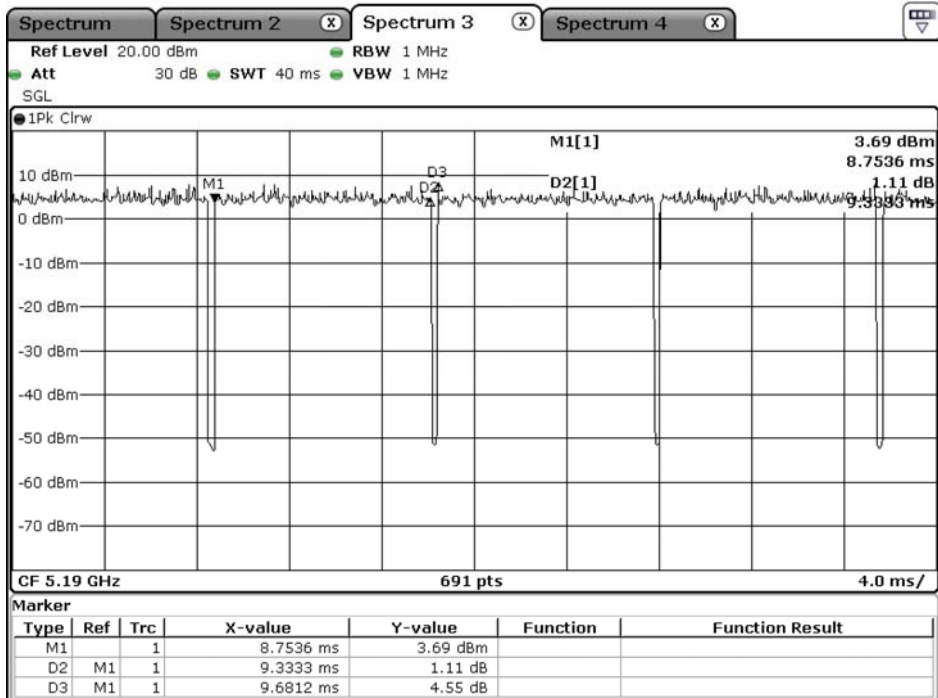 Spectrum Spectrum 2 X Spectrum 3 X Spectrum 4 X
Ref Level 20.00 dBm RBW 1 MHz
Att 30 dB SWT 40 ms VBW 1 MHz
SGL
1Pk Clrw
M1[1] 3.69 dBm
8.7536 ms
D2[1] 1.11 dB
9.3333 ms
10 dBm
M1
D2
D3
0 dBm
-10 dBm
-20 dBm
-30 dBm
-40 dBm
-50 dBm
-60 dBm
-70 dBm
CF 5.19 GHz 691 pts 4.0 ms/
Marker
Type Ref Trc X-value Y-value Function Function Result
M1 1 8.7536 ms 3.69 dBm
D2 M1 1 9.3333 ms 1.11 dB
D3 M1 1 9.6812 ms 4.55 dB